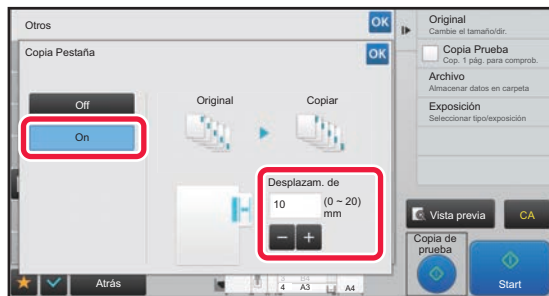 Otros
OK
Copia Pestaña
OK
Off
On
Original
Copiar
Desplazam. de
10
(0 ~ 20)
mm
Atrás
4 A3
A4
Original
Cambie el tamaño/dir.
Copia Prueba
Cop. 1 pág. para comprob.
Archivo
Almacenar datos en carpeta
Exposición
Seleccionar tipo/exposición
Vista previa
CA
Copia de
prueba
Start